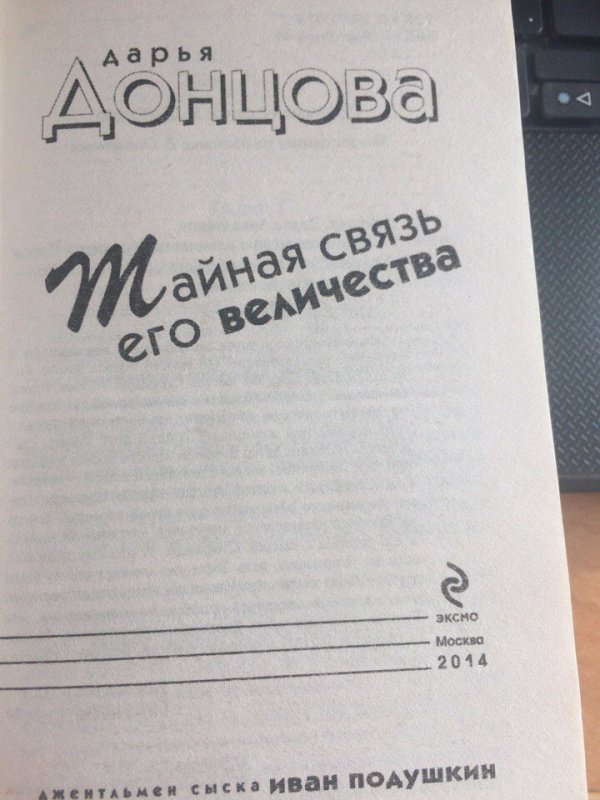 дарья
Донцова
Тайная связь
его величества
эксмо
Москва
2014
джентльмен сыска иван подушкин